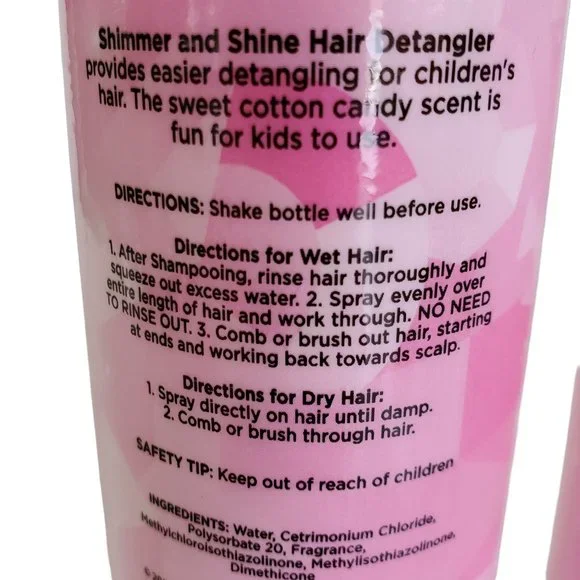 Shimmer and Shine Hair Detangler
provides easier detangling for children's
hair. The sweet cotton candy scent is
fun for kids to use.
DIRECTIONS: Shake bottle well before use.
Directions for Wet Hair:
1. After Shampooing, rinse hair thoroughly and
squeeze out excess water. 2. Spray evenly over
entire length of hair and work through. NO NEED
TO RINSE OUT. 3. Comb or brush out hair, starting
at ends and working back towards scalp.
Directions for Dry Hair:
1. Spray directly on hair until damp.
2. Comb or brush through hair.
SAFETY TIP: Keep out of reach of children
INGREDIENTS: Water, Cetrimonium Chloride,
Polysorbate 20, Fragrance,
Methylchloroisothiazolinone, Methylisothiazolinone,
Dimethicone